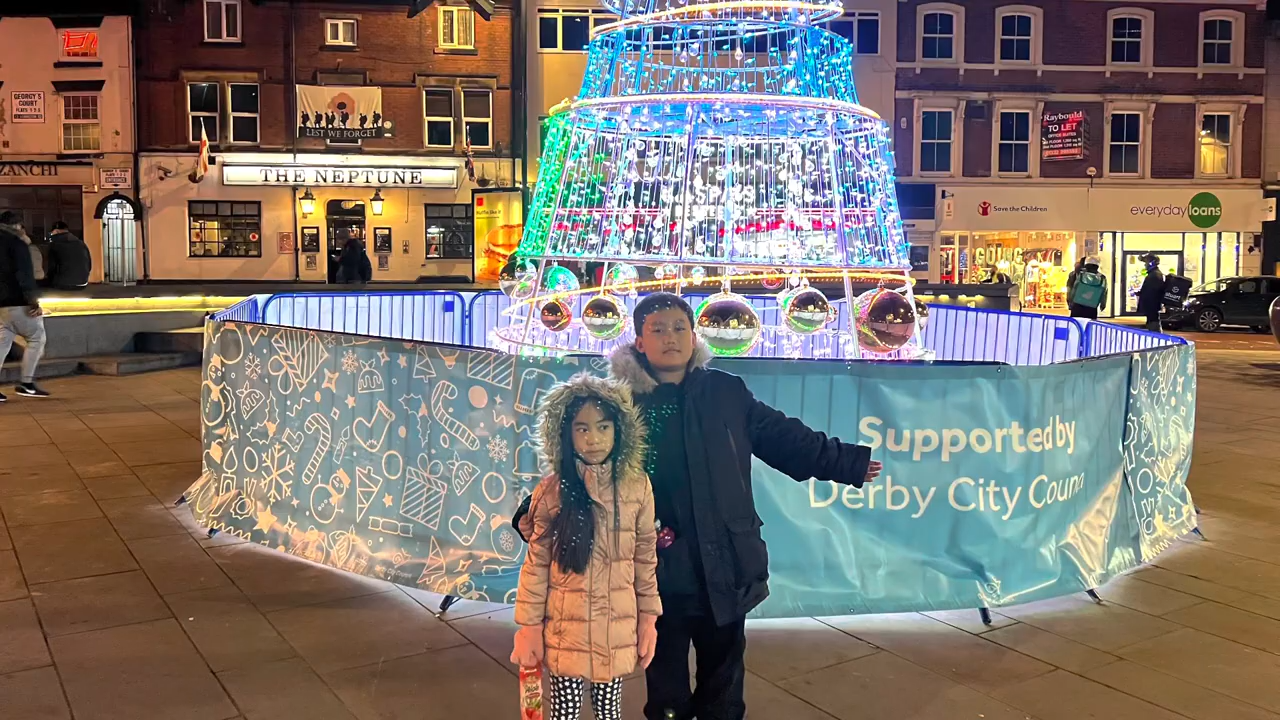 GEORGE'S
COURT
LEST WE FORGET
THE NEPTUNE
ZANCHI
Raybould
TO LET
Save the Children
everyday loans
Supported by
Derby City Counc